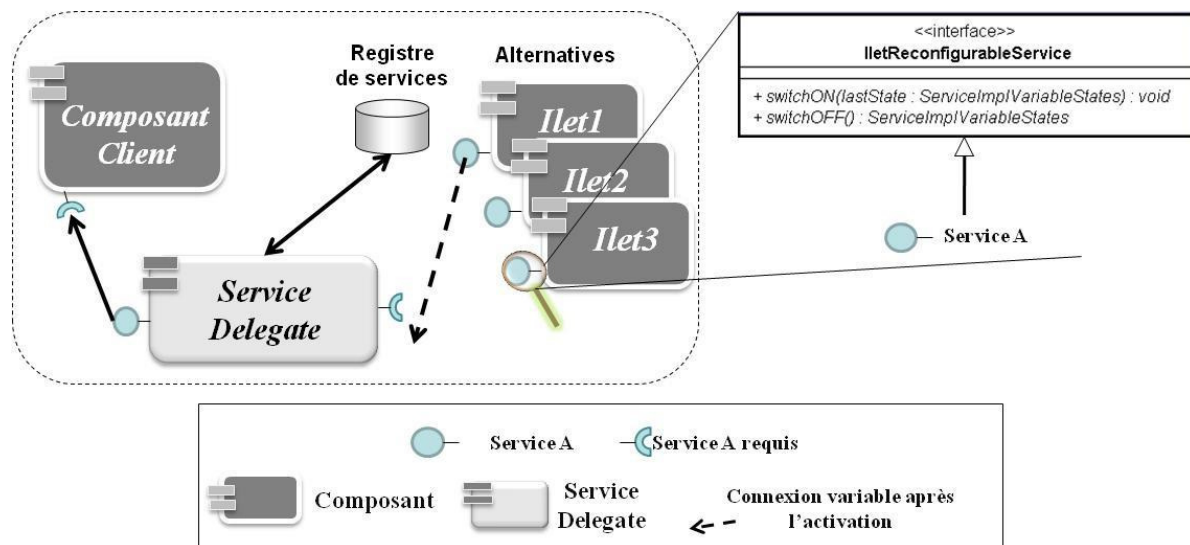 Composant
Client
Registre
de services
Alternatives
Ilet1
Ilet2
Ilet3
Service
Delegate
<<interface>>
IletReconfigurableService
+ switchON(lastState : ServiceImplVariableStates) : void
+ switchOFF() : ServiceImplVariableStates
Service A
Service A
Service A requis
Composant
Service
Delegate
Connexion variable après
l'activation